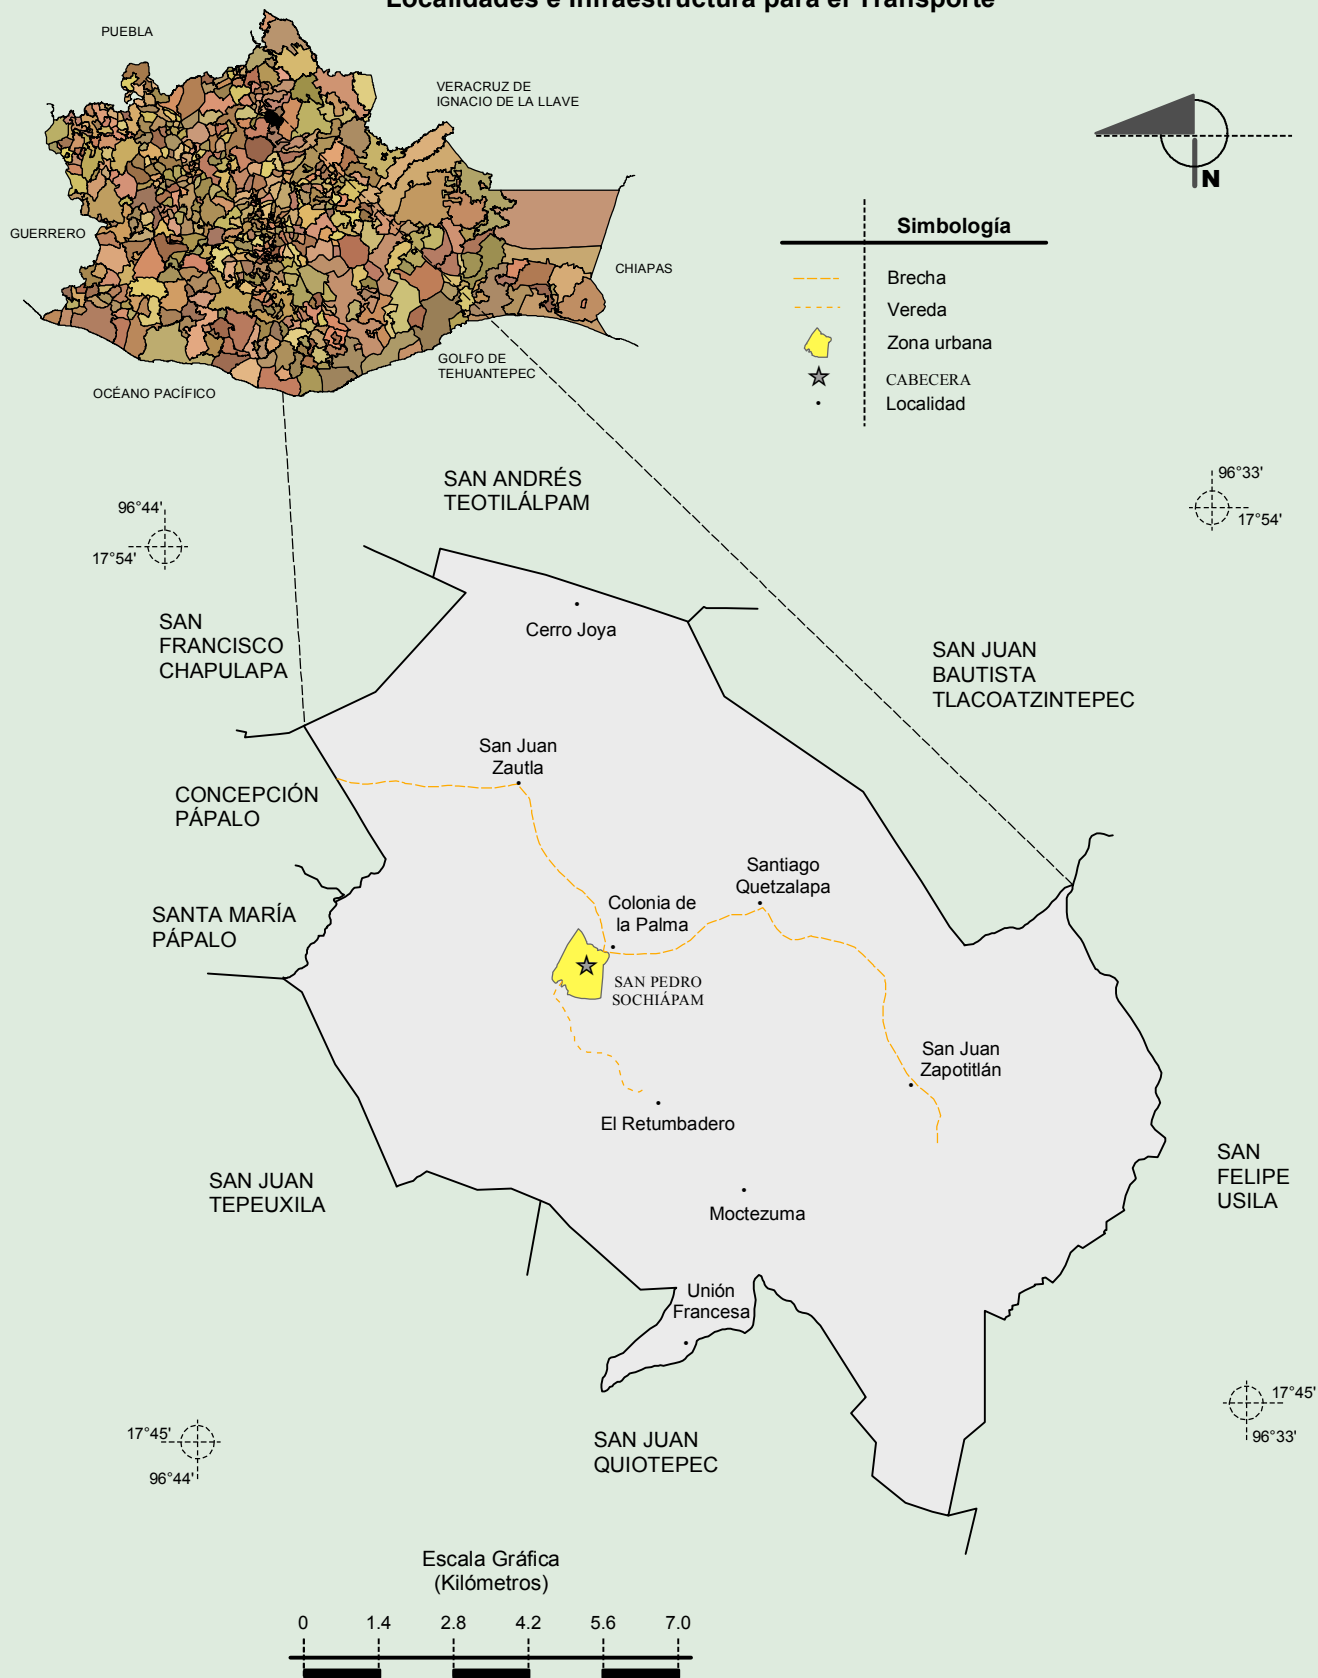 Localidades e Infraestructura para el Transporte
PUEBLA
VERACRUZ DE
IGNACIO DE LA LLAVE
GUERRERO
CHIAPAS
GOLFO DE
TEHUANTEPEC
OCÉANO PACÍFICO
N
Simbología
Brecha
Vereda
Zona urbana
CABECERA
Localidad
96°44'
17°54'
96°33'
17°54'
SAN ANDRÉS
TEOTILÁLPAM
SAN
FRANCISCO
CHAPULAPA
Cerro Joya
SAN JUAN
BAUTISTA
TLACOATZINTEPEC
San Juan
Zautla
CONCEPCIÓN
PÁPALO
Santiago
Quetzalapa
Colonia de
la Palma
SANTA MARÍA
PÁPALO
SAN PEDRO
SOCHIÁPAM
San Juan
Zapotitlán
El Retumbadero
SAN JUAN
TEPEUXILA
SAN
FELIPE
USILA
Moctezuma
Unión
Francesa
17°45'
96°44'
17°45'
96°33'
SAN JUAN
QUIOTEPEC
Escala Gráfica
(Kilómetros)
0 1.4 2.8 4.2 5.6 7.0